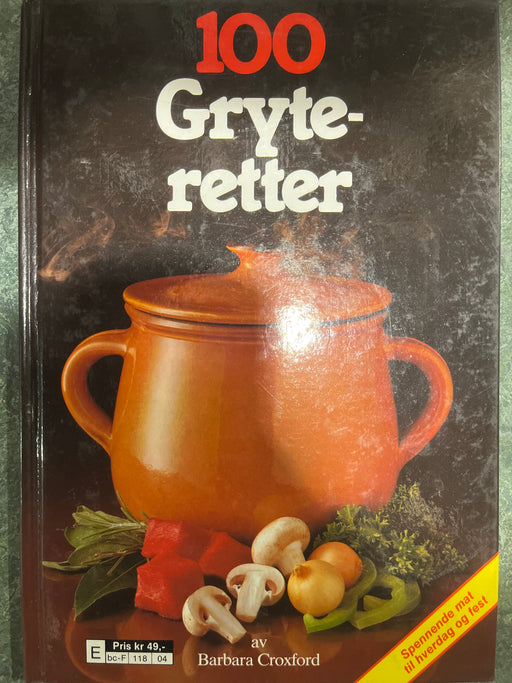 100
Gryte-
retter
Spennende mat
til hverdag og fest
E
Pris kr 49,-
bc-F 118 04
av
Barbara Croxford